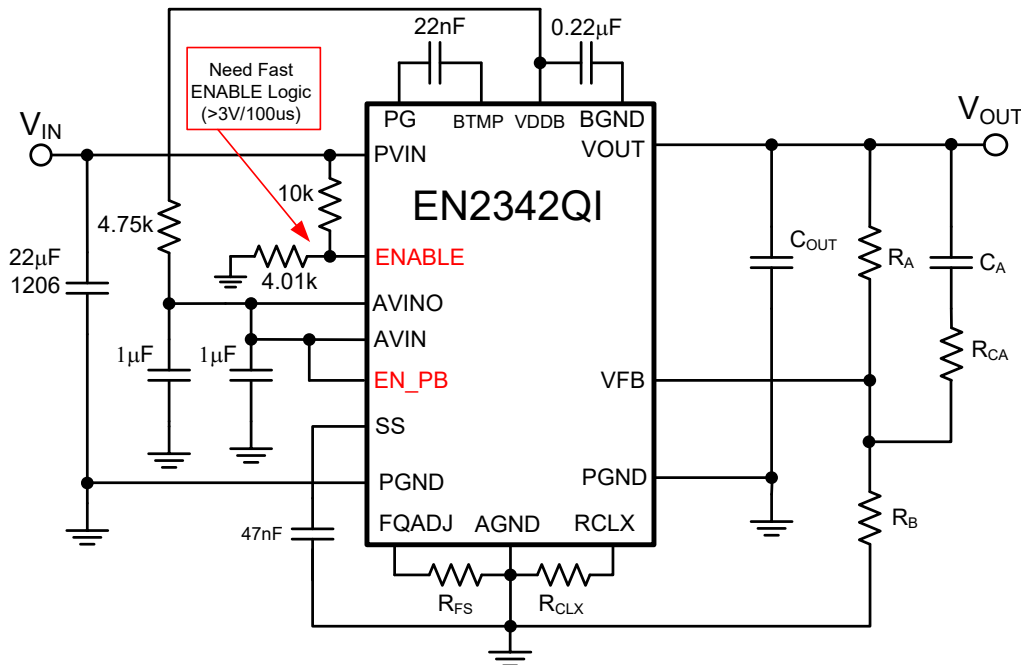 22nF
0.22μF
Need Fast
ENABLE Logic
(>3V/100us)
PG
BTMP
VDDB
BGND
VIN
VOUT
PVIN
VOUT
10k
EN2342QI
4.75k
ENABLE
4.01k
COUT
RA
CA
22μF
1206
AVINO
AVIN
RCA
1μF
1μF
EN_PB
VFB
SS
PGND
PGND
RB
47nF
FQADJ
AGND
RCLX
RFS
RCLX